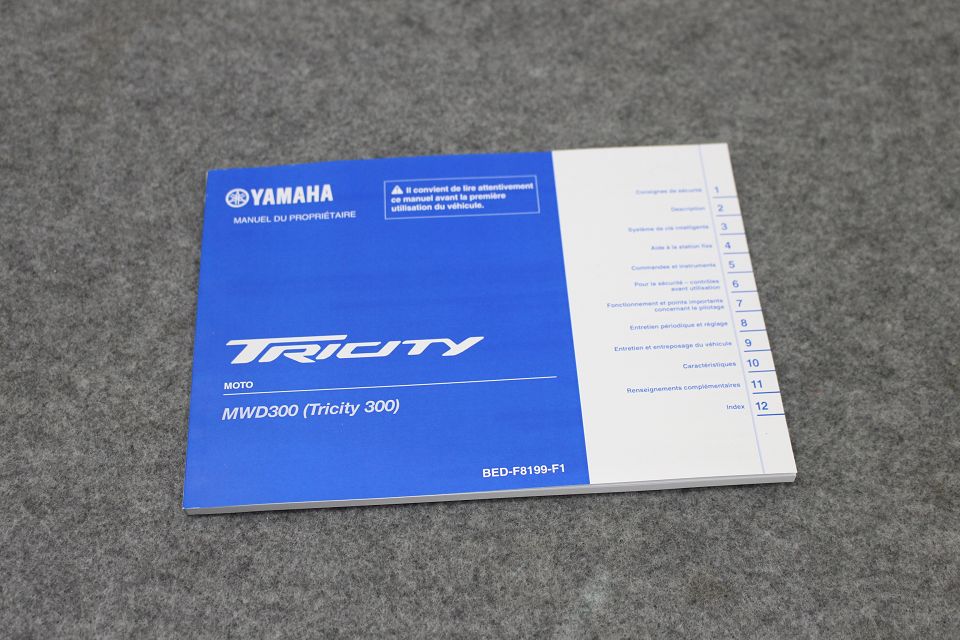 YAMAHA
MANUEL DU PROPRIÉTAIRE
Il convient de lire attentivement
ce manuel avant la première
utilisation du véhicule.
TRICITY
MOTO
MWD300 (Tricity 300)
BED-F8199-F1
Consignes de sécurité 1
Description 2
Système de clé intelligente 3
Aide à la station fixe 4
Commandes et instruments 5
Pour la sécurité – contrôles
avant utilisation 6
Fonctionnement et points importants
concernant le pilotage 7
Entretien périodique et réglage 8
Entretien et entreposage du véhicule 9
Caractéristiques 10
Renseignements complémentaires 11
Index 12